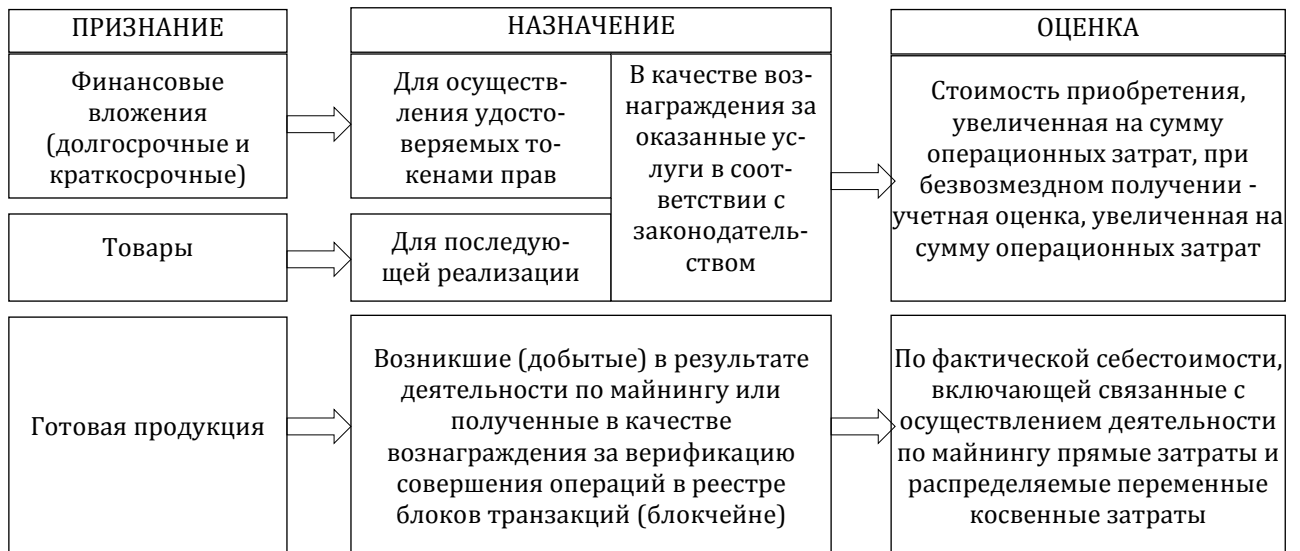 ПРИЗНАНИЕ
НАЗНАЧЕНИЕ
ОЦЕНКА
Финансовые
вложения
(долгосрочные и
краткосрочные)
Для осуществ-
ления удосто-
веряемых то-
кенами прав
В качестве воз-
награждения за
оказанные ус-
луги в соот-
ветствии с
законодатель-
ством
Стоимость приобретения,
увеличенная на сумму
операционных затрат, при
безвозмездном получении -
учетная оценка, увеличенная на
сумму операционных затрат
Товары
Для последую-
щей реализации
Готовая продукция
Возникшие (добытые) в результате
деятельности по майнингу или
полученные в качестве
вознаграждения за верификацию
совершения операций в реестре
блоков транзакций (блокчейне)
По фактической себестоимости,
включающей связанные с
осуществлением деятельности
по майнингу прямые затраты и
распределяемые переменные
косвенные затраты